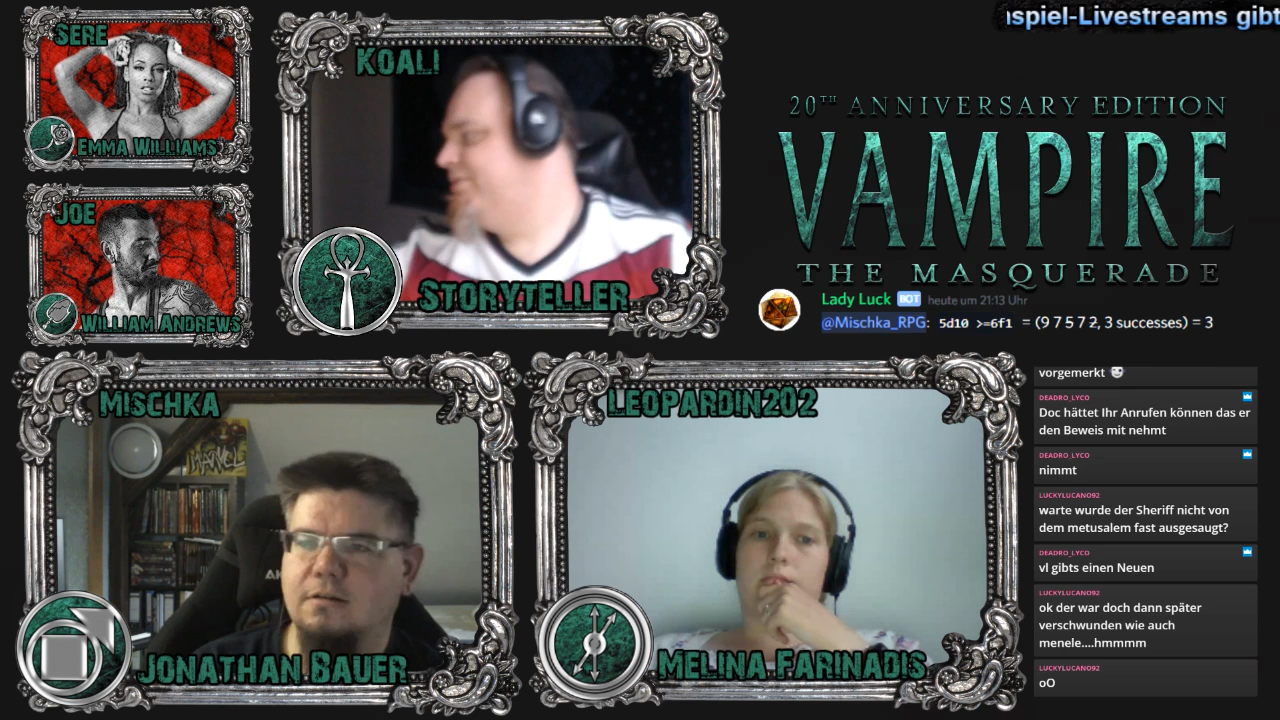 ıspiel-Livestreams gibt
SERE
EMMA WILLIAMS
JOE
WILLIAM ANDREWS
KOALI
STORYTELLER
20TH ANNIVERSARY EDITION
VAMPIRE
THE MASQUERADE
Lady Luck BOT heute um 21:13 Uhr
@Mischka_RPG: 5d10 >=6f1 = (9 7 5 7 2, 3 successes) = 3
MISCHKA
JONATHAN BAUER
LEOPARDIN202
MELINA FARINADIS
vorgemerkt
DEADRO_LYCO
Doc hättet Ihr Anrufen können das er
den Beweis mit nehmt
DEADRO_LYCO
nimmt
LUCKYLUCANO92
warte wurde der Sheriff nicht von
dem metusalem fast ausgesaugt?
DEADRO_LYCO
vl gibts einen Neuen
LUCKYLUCANO92
ok der war doch dann später
verschwunden wie auch
menele....hmmmm
LUCKYLUCANO92
oO